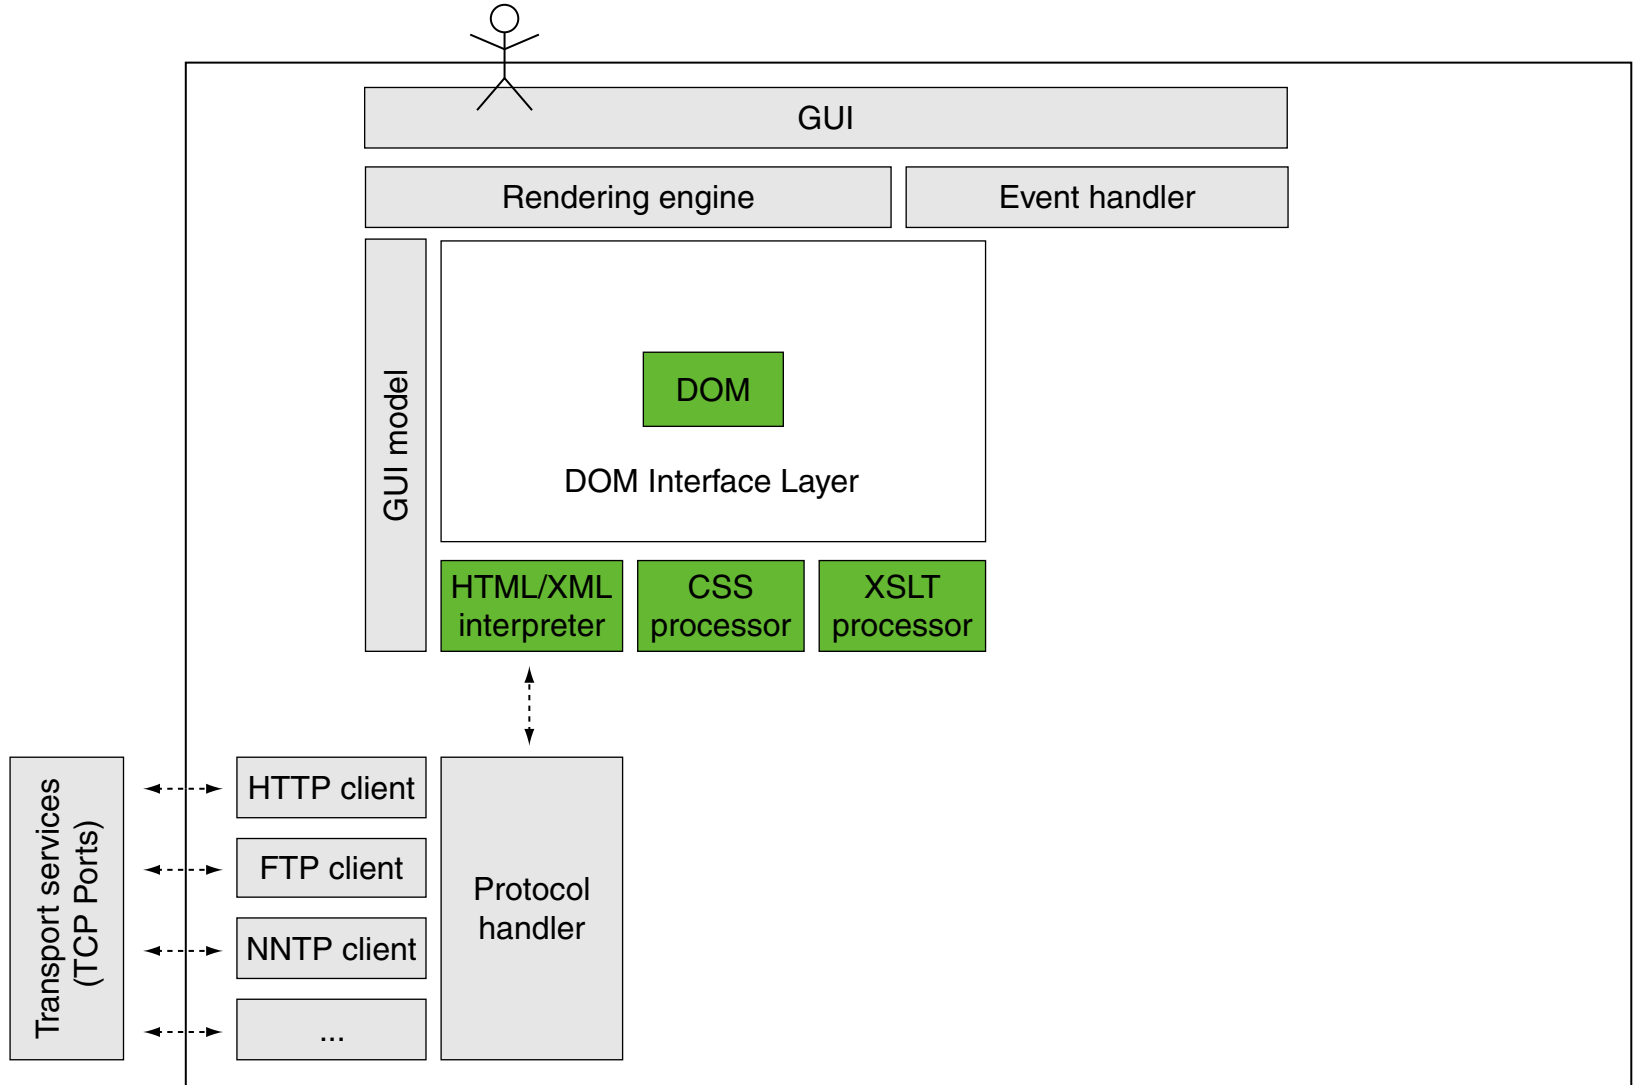 GUI
Rendering engine
Event handler
GUI model
DOM
DOM Interface Layer
HTML/XML
interpreter
CSS
processor
XSLT
processor
Transport services
(TCP Ports)
HTTP client
FTP client
NNTP client
...
Protocol
handler